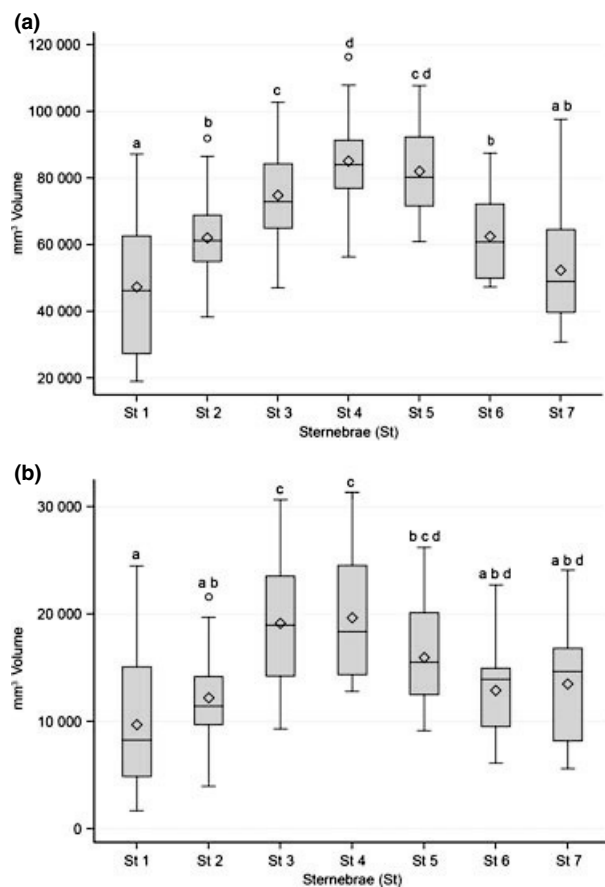 (a)
120 000
100 000
80 000
60 000
40 000
20 000
mm³ Volume
a
b
c
d
c d
b
a b
St 1 St 2 St 3 St 4 St 5 St 6 St 7
Sternebrae (St)
(b)
30 000
20 000
10 000
0
mm³ Volume
a
a b
c
c
b c d
a b d
a b d
St 1 St 2 St 3 St 4 St 5 St 6 St 7
Sternebrae (St)